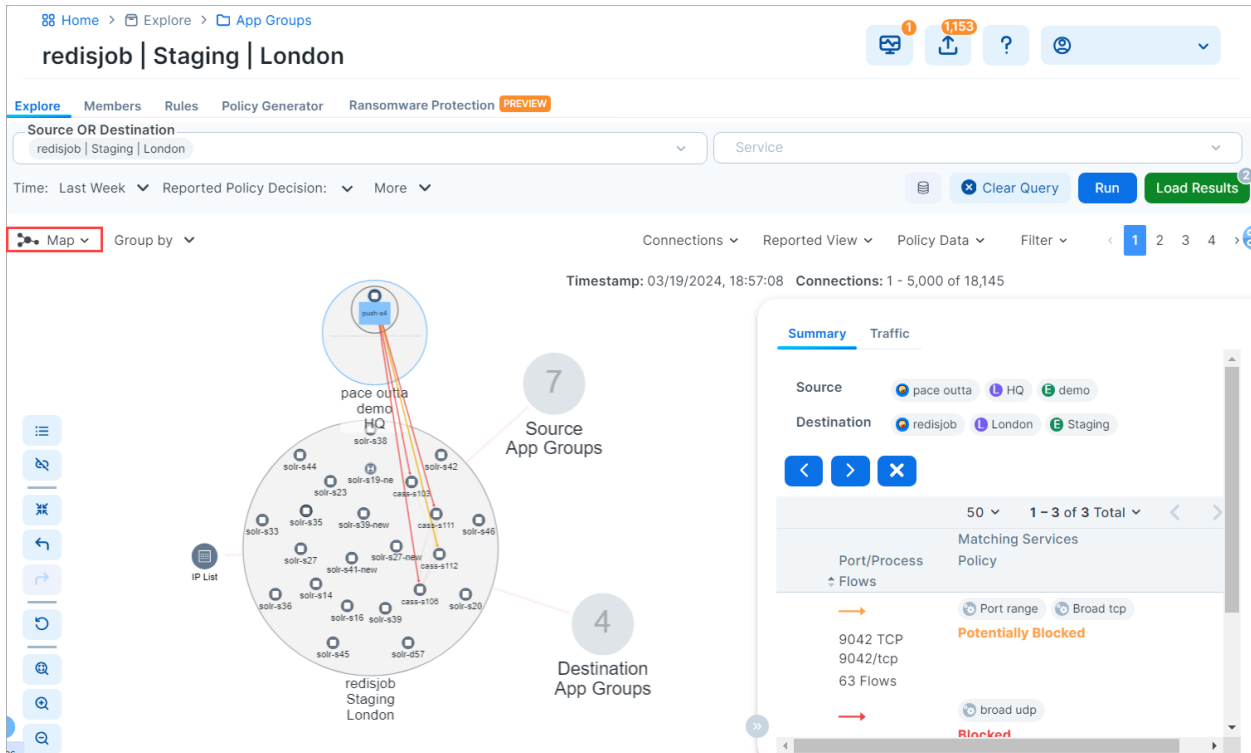 Home > Explore > App Groups
redisjob | Staging | London
1
1,153
?
Explore Members Rules Policy Generator Ransomware Protection PREVIEW
Source OR Destination
redisjob | Staging | London
Service
Time: Last Week Reported Policy Decision: More
Clear Query Run Load Results 2
Map Group by Connections Reported View Policy Data Filter < 1 2 3 4 >
Timestamp: 03/19/2024, 18:57:08 Connections: 1 - 5,000 of 18,145
push-s4
pace outta
demo
HQ
7
Source
App Groups
solr-s38
solr-s44
solr-s42
solr-s19-ne
solr-s23
cass-s103
solr-s33
solr-s35
solr-s39-new
cass-s111
solr-s46
solr-s27
solr-s27-new
solr-s41-new
cass-s112
IP List
solr-s36
solr-s14
cass-s106
solr-s20
solr-s16
solr-s39
solr-s45
solr-d57
redisjob
Staging
London
4
Destination
App Groups
Summary Traffic
Source pace outta L HQ E demo
Destination redisjob L London E Staging
50 1 – 3 of 3 Total
Matching Services
Port/Process Policy
Flows
Port range Broad tcp
Potentially Blocked
9042 TCP
9042/tcp
63 Flows
broad udp
Blocked